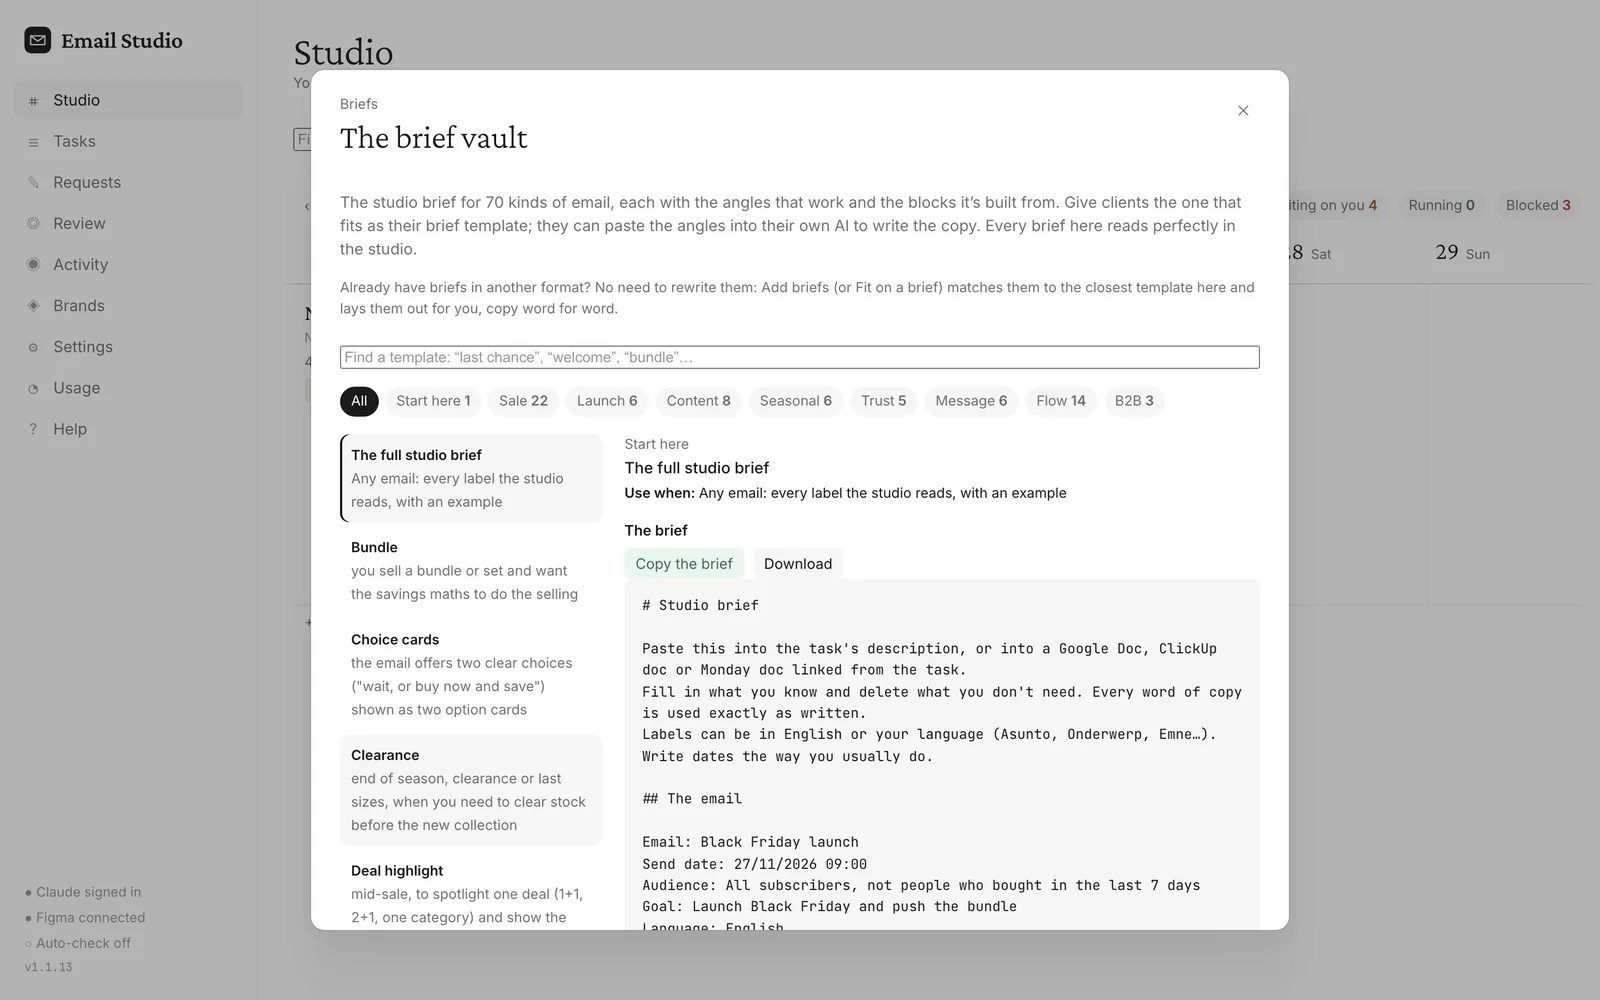 Email Studio
Studio
Tasks
Requests
Review
Activity
Brands
Settings
Usage
? Help
Claude signed in
Figma connected
Auto-check off
v1.1.13
Studio
Yo
Fi
iting on you 4
Running 0
Blocked 3
28 Sat
29 Sun
N
N
4
+
Briefs
The brief vault
The studio brief for 70 kinds of email, each with the angles that work and the blocks it’s built from. Give clients the one that
fits as their brief template; they can paste the angles into their own AI to write the copy. Every brief here reads perfectly in
the studio.
Already have briefs in another format? No need to rewrite them: Add briefs (or Fit on a brief) matches them to the closest template here and
lays them out for you, copy word for word.
Find a template: “last chance”, “welcome”, “bundle”…
All
Start here 1
Sale 22
Launch 6
Content 8
Seasonal 6
Trust 5
Message 6
Flow 14
B2B 3
The full studio brief
Any email: every label the studio
reads, with an example
Bundle
you sell a bundle or set and want
the savings maths to do the selling
Choice cards
the email offers two clear choices
("wait, or buy now and save")
shown as two option cards
Clearance
end of season, clearance or last
sizes, when you need to clear stock
before the new collection
Deal highlight
mid-sale, to spotlight one deal (1+1,
2+1, one category) and show the
Start here
The full studio brief
Use when: Any email: every label the studio reads, with an example
The brief
Copy the brief
Download
# Studio brief
Paste this into the task's description, or into a Google Doc, ClickUp
doc or Monday doc linked from the task.
Fill in what you know and delete what you don't need. Every word of copy
is used exactly as written.
Labels can be in English or your language (Asunto, Onderwerp, Emne…).
Write dates the way you usually do.
## The email
Email: Black Friday launch
Send date: 27/11/2026 09:00
Audience: All subscribers, not people who bought in the last 7 days
Goal: Launch Black Friday and push the bundle
Language: English